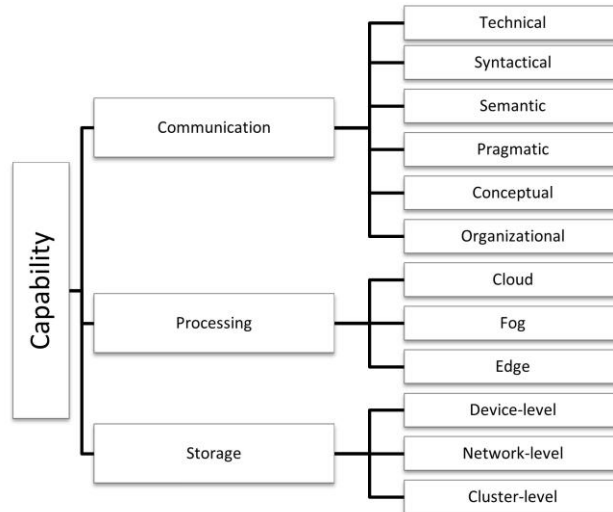 Capability
Communication
Technical
Syntactical
Semantic
Pragmatic
Conceptual
Organizational
Processing
Cloud
Fog
Edge
Storage
Device-level
Network-level
Cluster-level